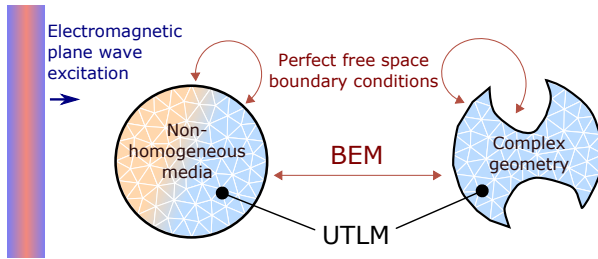 Electromagnetic
plane wave
excitation
Perfect free space
boundary conditions
Non-
homogeneous
media
BEM
Complex
geometry
UTLM